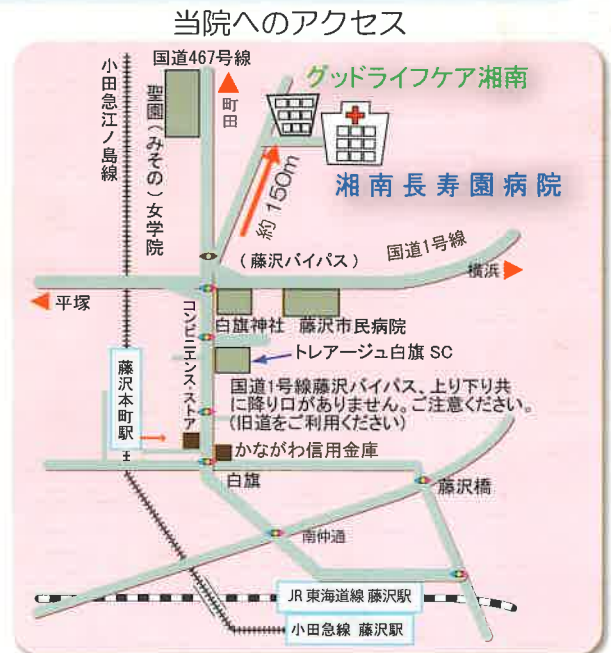 当院へのアクセス
国道467号線
小田急江ノ島線
聖園(みその)女学院
町田
グッドライフケア湘南
湘南長寿園病院
約150m
(藤沢バイパス)
国道1号線
横浜
平塚
コンビニエンス・ストア
白旗神社
藤沢市民病院
トレアージュ白旗 SC
藤沢本町駅
国道1号線藤沢バイパス、上り下り共
に降り口がありません。ご注意ください。
(旧道をご利用ください)
かながわ信用金庫
白旗
藤沢橋
南仲通
JR東海道線 藤沢駅
小田急線 藤沢駅